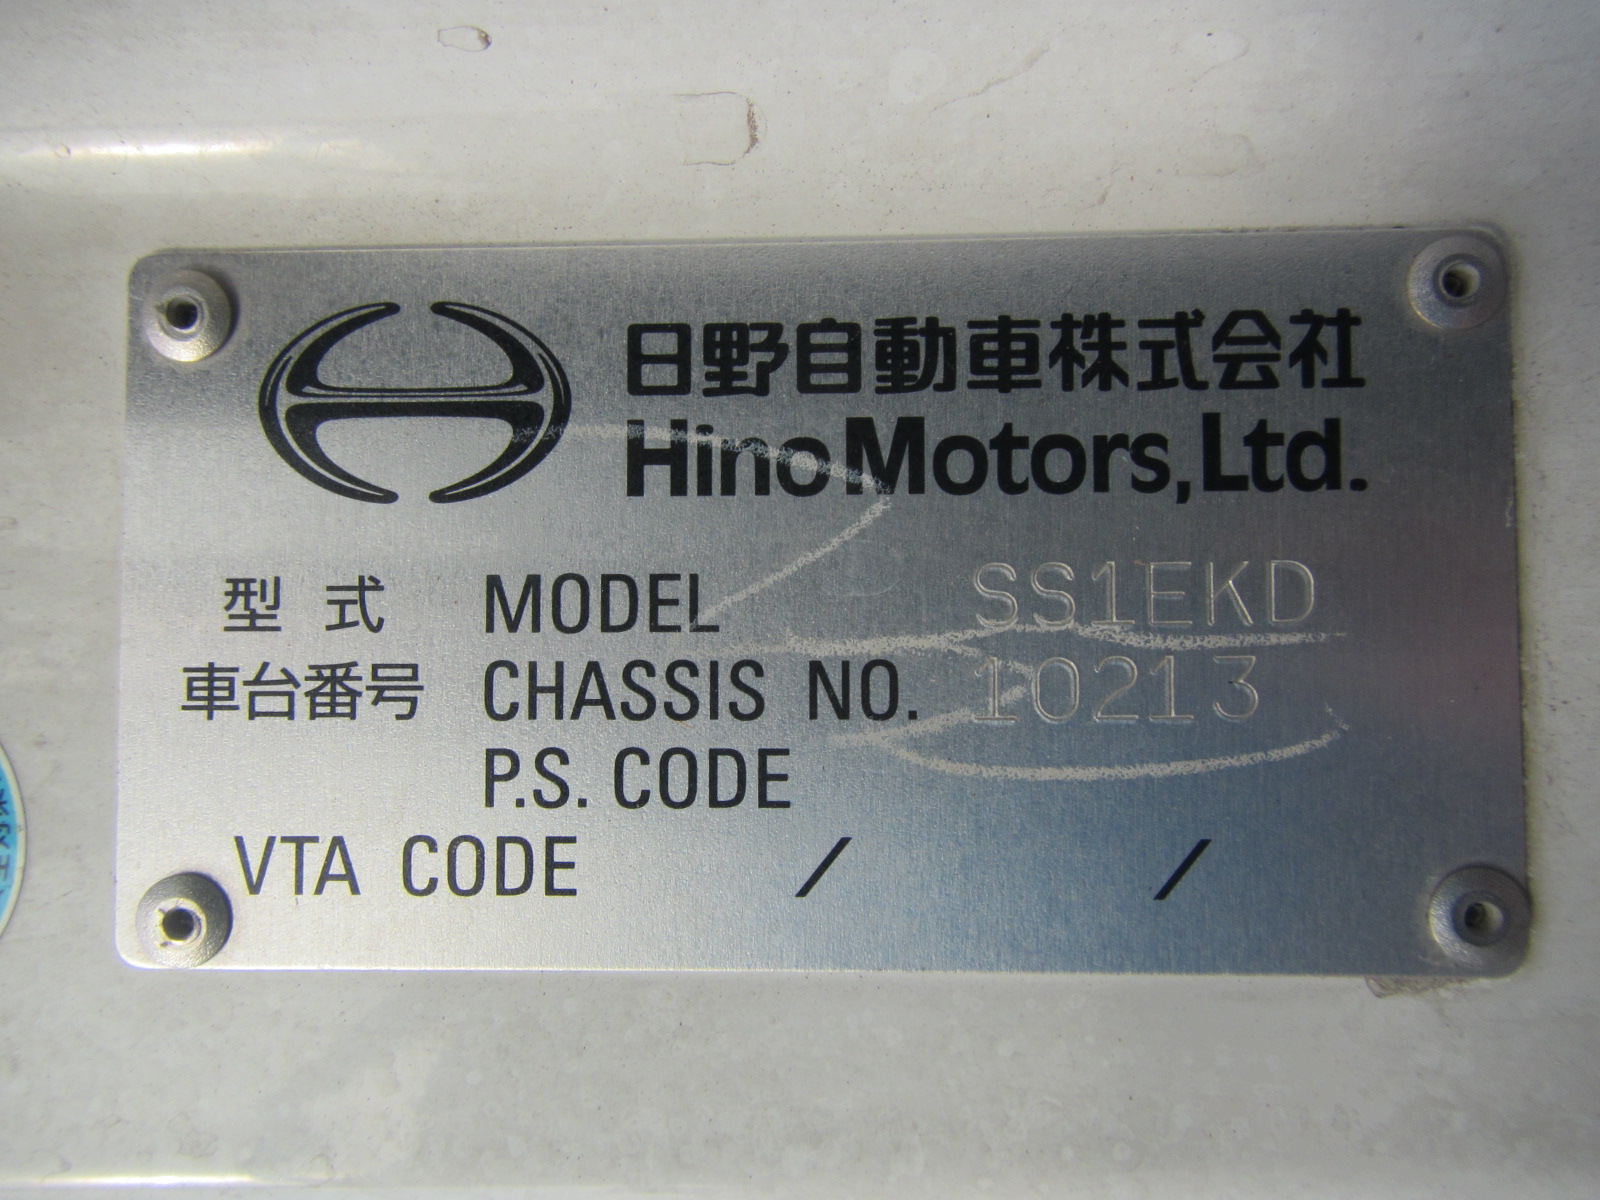 日野自動車株式会社
Hino Motors, Ltd.
型式 MODEL SS1EKD
車台番号 CHASSIS NO. 10213
P.S. CODE
VTA CODE / /